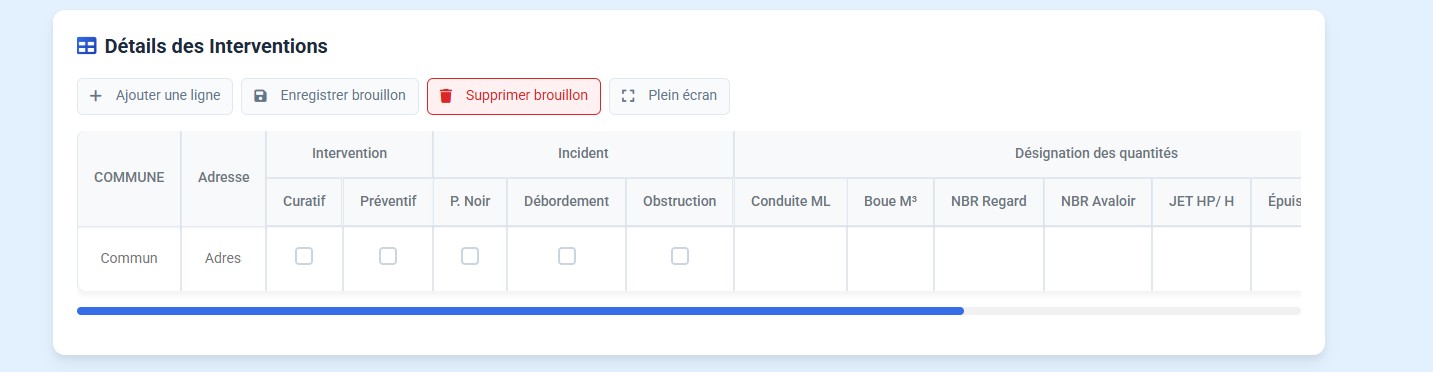 Détails des Interventions
Ajouter une ligne Enregistrer brouillon Supprimer brouillon Plein écran
COMMUNE Adresse Intervention Incident Désignation des quantités
Curatif Préventif P. Noir Débordement Obstruction Conduite ML Boue M³ NBR Regard NBR Avaloir JET HP/ H Épuis
Commun Adres